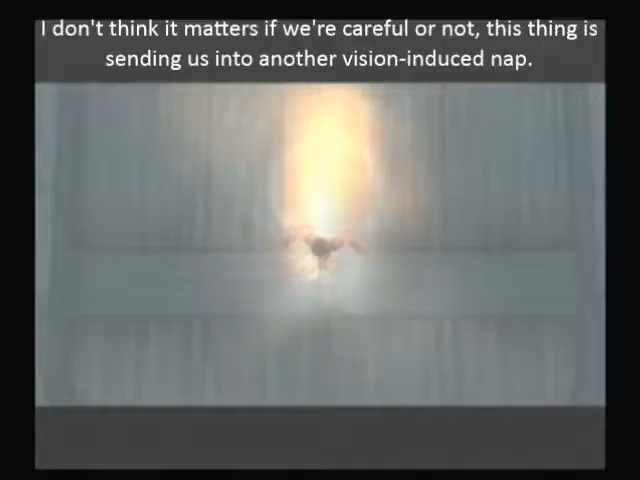 I don't think it matters if we're careful or not, this thing is
sending us into another vision-induced nap.